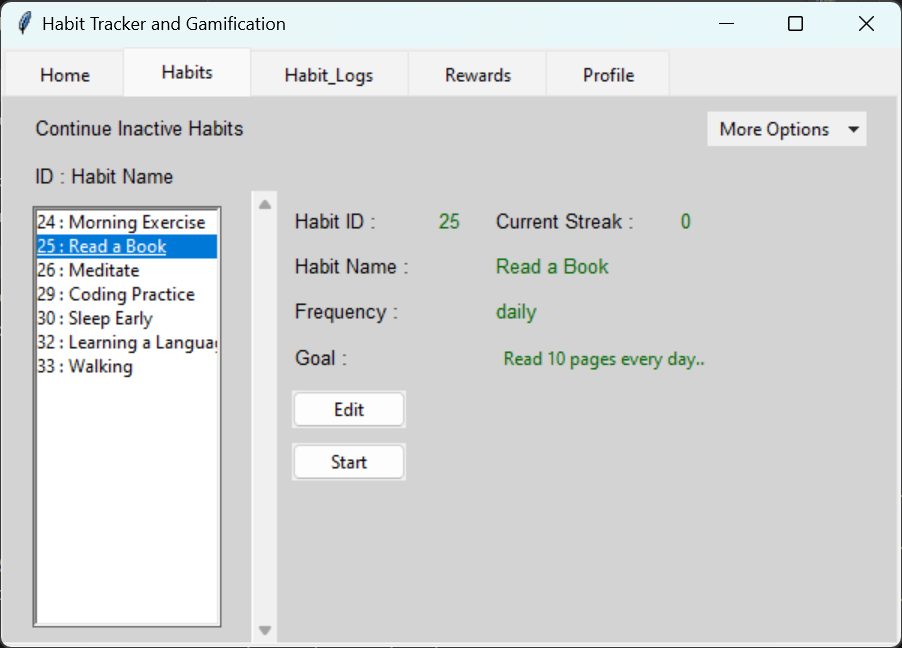 Habit Tracker and Gamification
Home Habits Habit_Logs Rewards Profile
Continue Inactive Habits More Options
ID : Habit Name
24 : Morning Exercise
25 : Read a Book
26 : Meditate
29 : Coding Practice
30 : Sleep Early
32 : Learning a Langua
33 : Walking
Habit ID : 25 Current Streak : 0
Habit Name : Read a Book
Frequency : daily
Goal : Read 10 pages every day..
Edit
Start